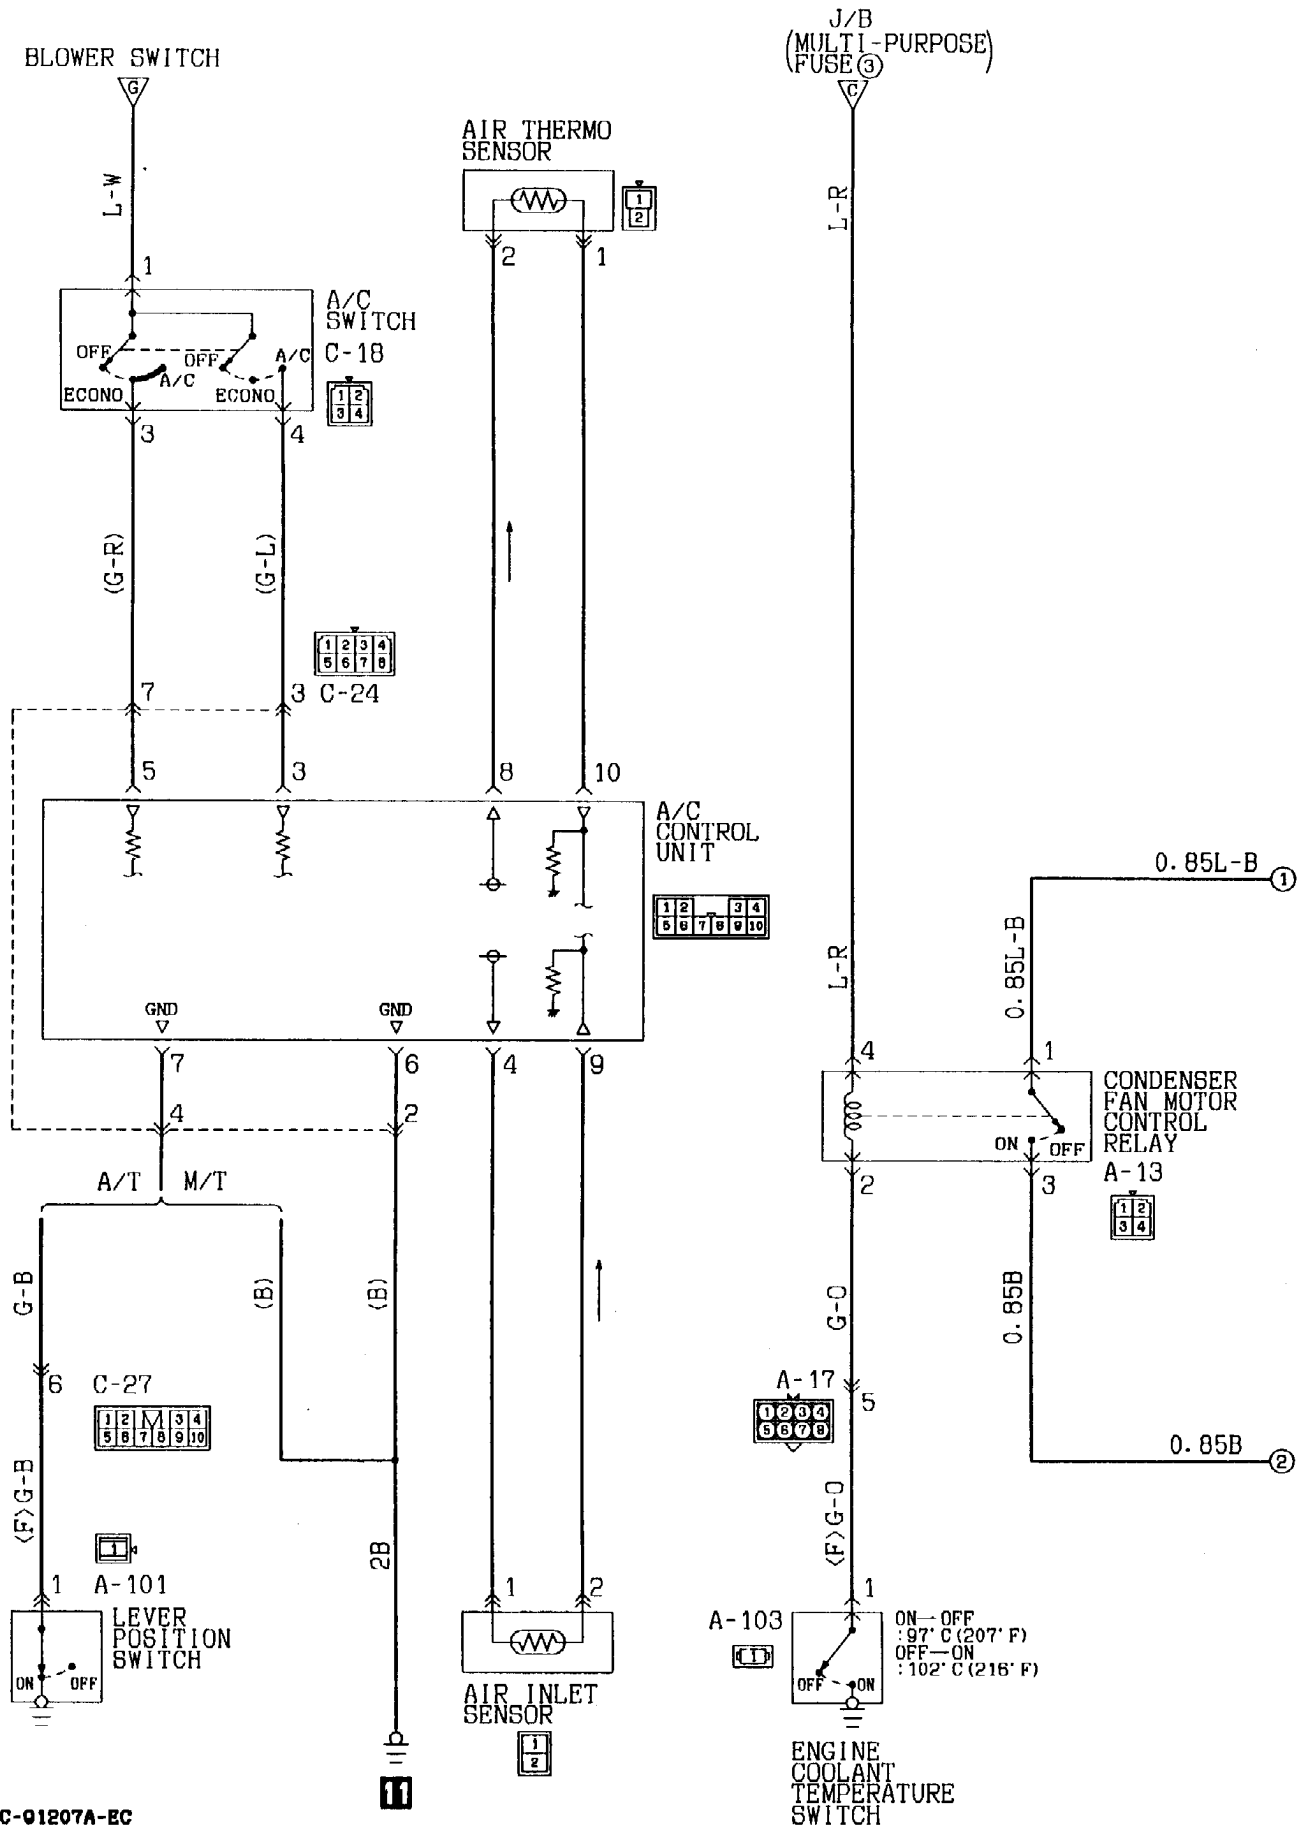 J/B
(MULTI-PURPOSE)
(FUSE③)
C
BLOWER SWITCH
G
L-W
1
AIR THERMO
SENSOR
1
2
2
1
L-R
A/C
SWITCH
C-18
1 2
3 4
OFF
OFF
A/C
A/C
ECONO
ECONO
3
4
(G-R)
(G-L)
1 2 3 4
5 6 7 8
C-24
7
3
5
3
8
10
A/C
CONTROL
UNIT
1 2 3 4
5 6 7 8 9 10
GND
GND
7
6
4
9
4
2
0.85L-B
①
0.85L-B
L-R
4
1
CONDENSER
FAN MOTOR
CONTROL
RELAY
A-13
1 2
3 4
ON
OFF
2
3
A/T
M/T
G-B
(B)
(B)
G-O
0.85B
6
C-27
1 2 3 4
5 6 7 8 9 10
A-17
5
1 2 3 4
5 6 7 8
0.85B
②
<F>G-B
2B
<F>G-O
1
1
A-101
LEVER
POSITION
SWITCH
ON
OFF
1
2
AIR INLET
SENSOR
1
2
1
A-103
1
ON→OFF
:97°C(207°F)
OFF→ON
:102°C(216°F)
OFF
ON
ENGINE
COOLANT
TEMPERATURE
SWITCH
11
C-91207A-EC